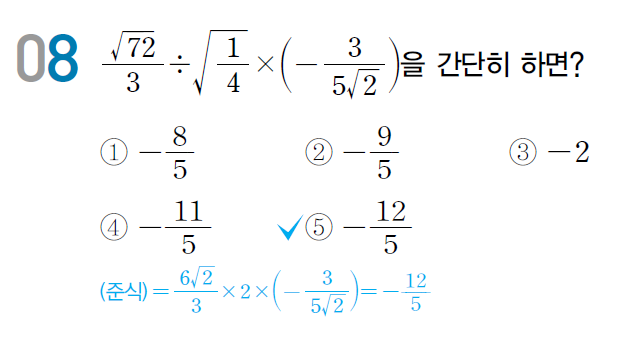 08 √72/3 ÷ √(1/4) × (− 3/(5√2))을 간단히 하면?
① −8/5 ② −9/5 ③ −2
④ −11/5 ✓⑤ −12/5
(준식) = 6√2/3 × 2 × (− 3/(5√2)) = −12/5